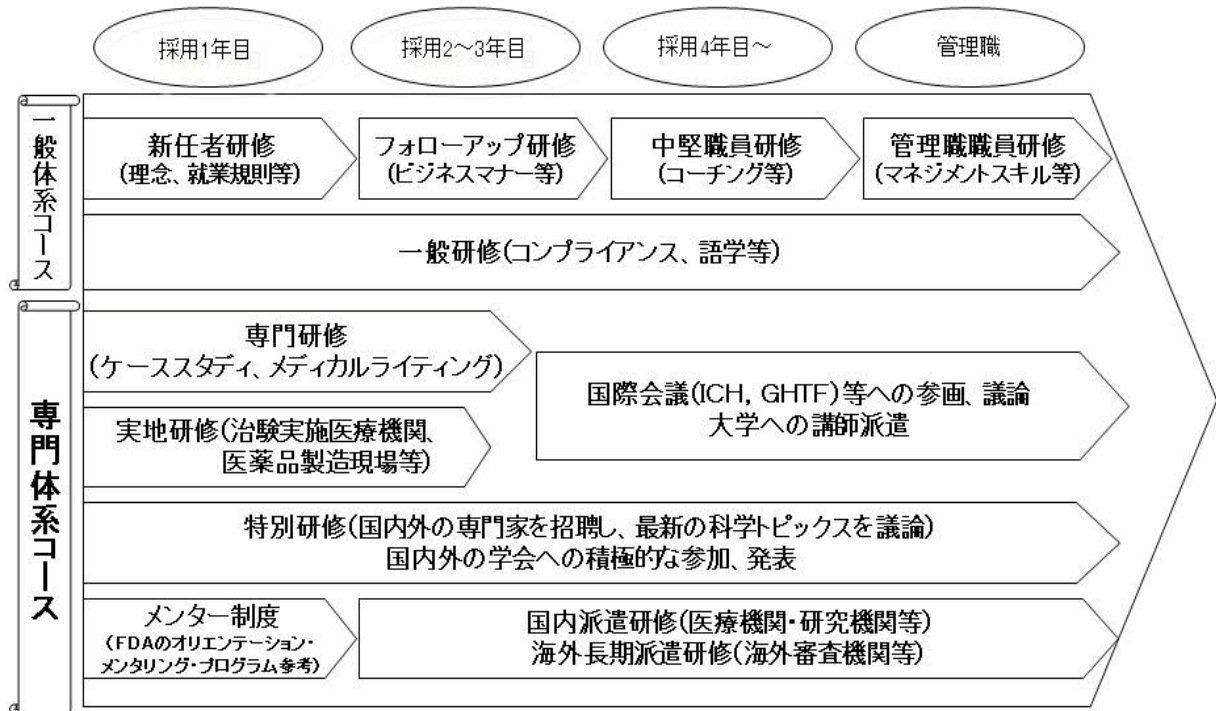 採用1年目
採用2～3年目
採用4年目～
管理職
一般体系コース
新任者研修
(理念、就業規則等)
フォローアップ研修
(ビジネスマナー等)
中堅職員研修
(コーチング等)
管理職職員研修
(マネジメントスキル等)
一般研修(コンプライアンス、語学等)
専門体系コース
専門研修
(ケーススタディ、メディカルライティング)
実地研修(治験実施医療機関、
医薬品製造現場等)
国際会議(ICH, GHTF)等への参画、議論
大学への講師派遣
特別研修(国内外の専門家を招聘し、最新の科学トピックスを議論)
国内外の学会への積極的な参加、発表
メンター制度
(FDAのオリエンテーション・
メンタリング・プログラム参考)
国内派遣研修(医療機関・研究機関等)
海外長期派遣研修(海外審査機関等)